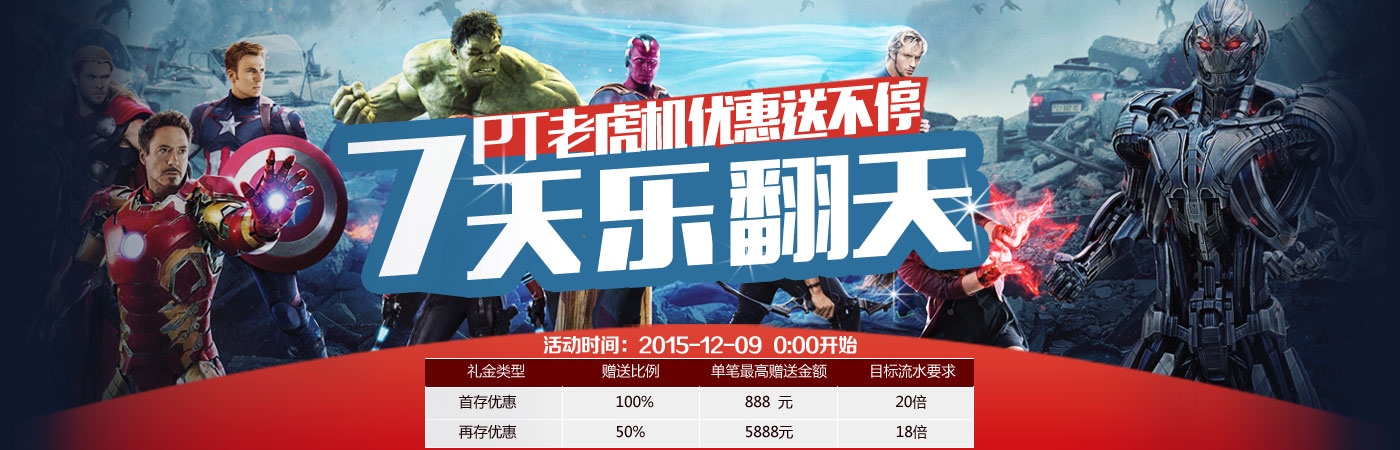 PT老虎机优惠送不停
7天乐翻天
活动时间：2015-12-09 0:00开始
礼金类型 赠送比例 单笔最高赠送金额 目标流水要求
首存优惠 100% 888 元 20倍
再存优惠 50% 5888元 18倍